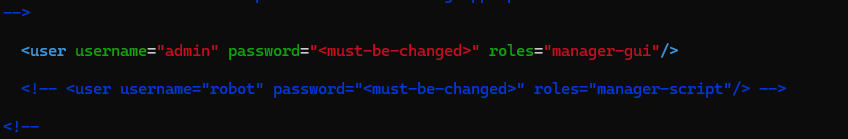 -->
<user username="admin" password="<must-be-changed>" roles="manager-gui"/>
<!-- <user username="robot" password="<must-be-changed>" roles="manager-script"/> -->
<!--